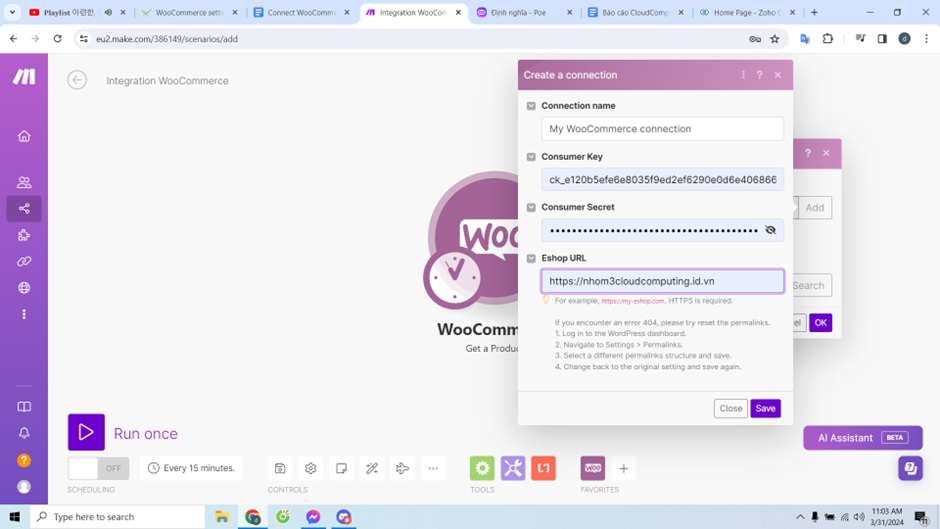 Playlist 아련한,
WooCommerce setti
Connect WooComme
Integration WooCom
Định nghĩa - Poe
Báo cáo CloudComp
Home Page - Zoho C
eu2.make.com/386149/scenarios/add
d
Integration WooCommerce
Create a connection
Connection name
My WooCommerce connection
Consumer Key
ck_e120b5efe6e8035f9ed2ef6290e0d6e406866
Add
Consumer Secret
••••••••••••••••••••••••••••••••••••••
Eshop URL
https://nhom3cloudcomputing.id.vn
Search
For example, https://my-eshop.com. HTTPS is required.
If you encounter an error 404, please try reset the permalinks.
1. Log in to the WordPress dashboard.
2. Navigate to Settings > Permalinks.
3. Select a different permalinks structure and save.
4. Change back to the original setting and save again.
OK
Woo
WooComm
Get a Produc
Close
Save
Run once
AI Assistant
BETA
OFF
Every 15 minutes.
woo
SCHEDULING
CONTROLS
TOOLS
FAVORITES
Type here to search
11:03 AM
3/31/2024